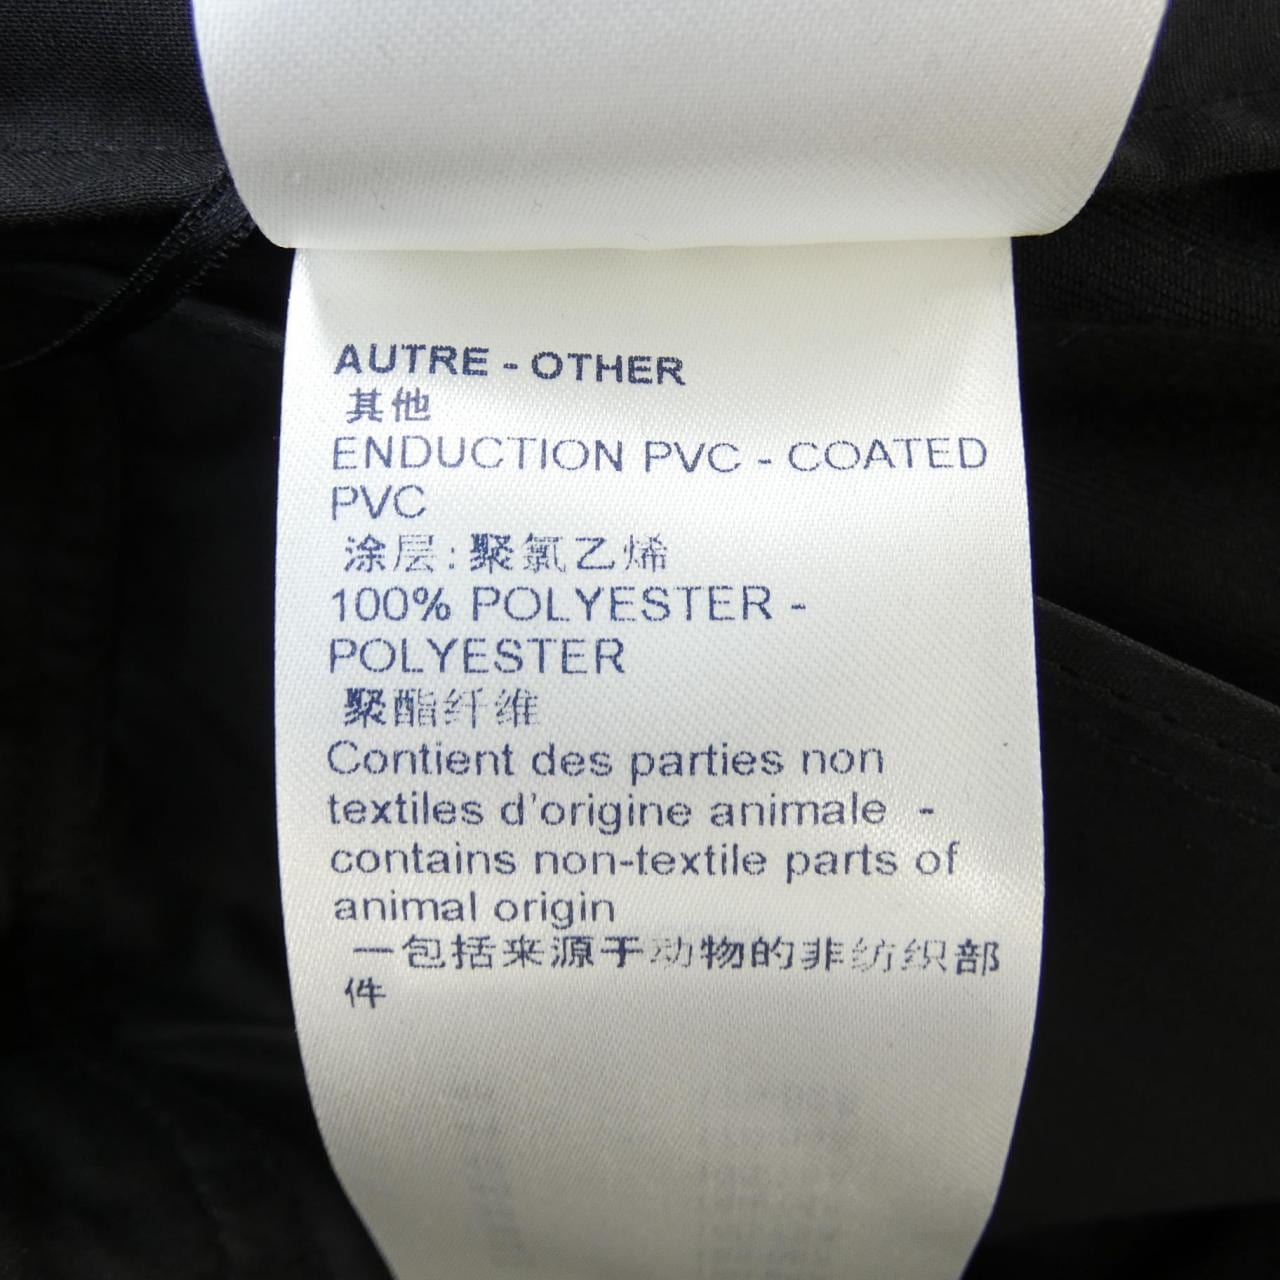 AUTRE - OTHER
其他
ENDUCTION PVC - COATED
PVC
涂层:聚氯乙烯
100% POLYESTER -
POLYESTER
聚酯纤维
Contient des parties non
textiles d'origine animale -
contains non-textile parts of
animal origin
一包括来源于动物的非纺织部
件